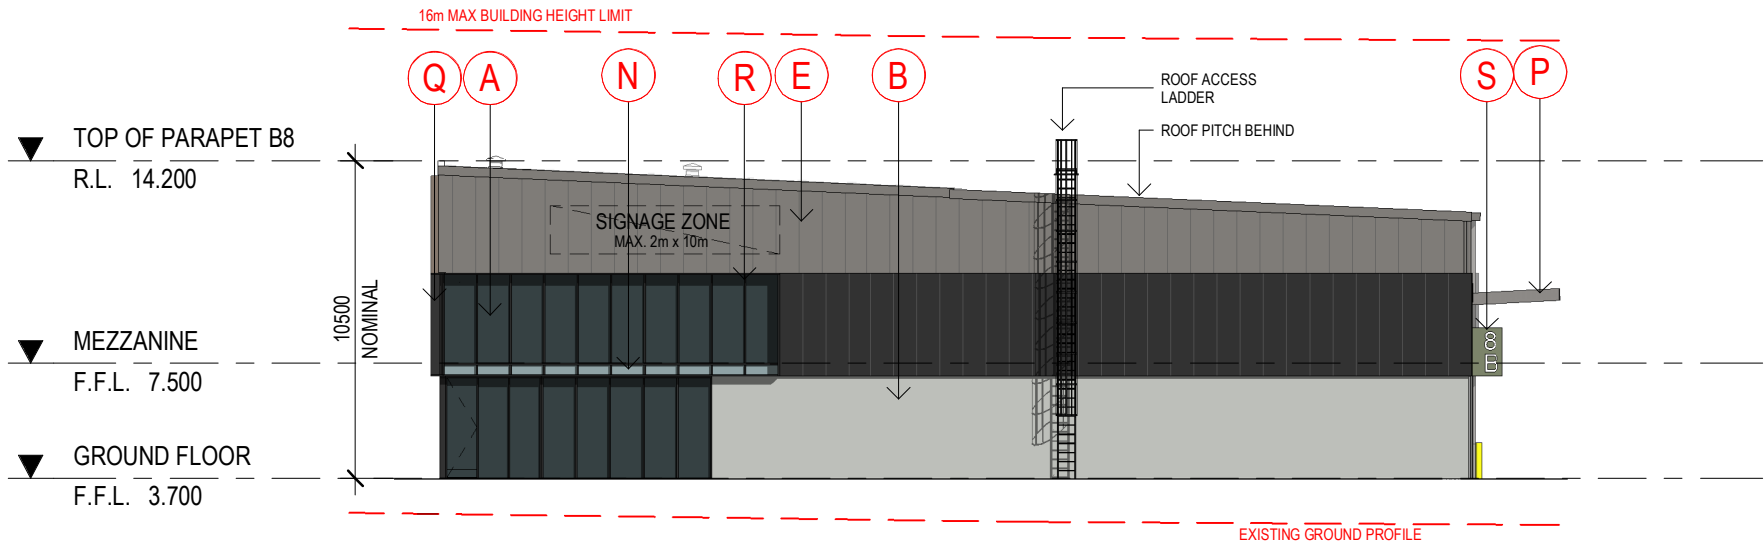 16m MAX BUILDING HEIGHT LIMIT
Q A N R E B S P
ROOF ACCESS
LADDER
ROOF PITCH BEHIND
TOP OF PARAPET B8
R.L. 14.200
SIGNAGE ZONE
MAX. 2m x 10m
10500
NOMINAL
MEZZANINE
F.F.L. 7.500
8
B
GROUND FLOOR
F.F.L. 3.700
EXISTING GROUND PROFILE